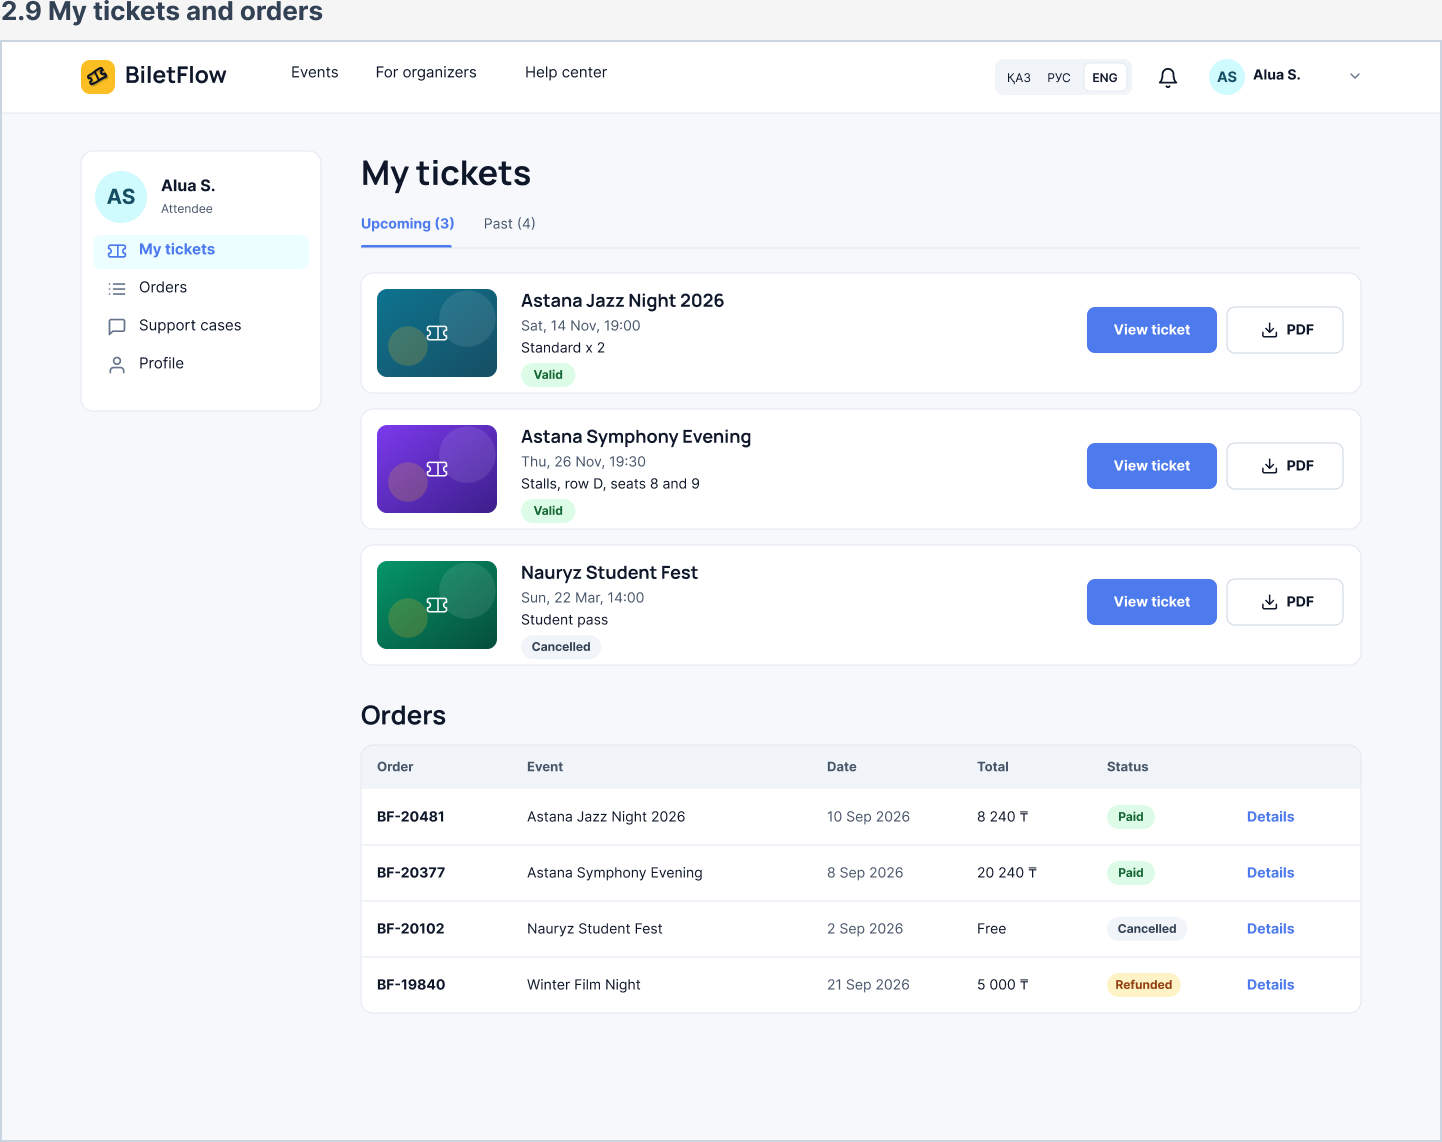 2.9 My tickets and orders
BiletFlow
Events
For organizers
Help center
ҚАЗ
РУС
ENG
AS
Alua S.
AS
Alua S.
Attendee
My tickets
Orders
Support cases
Profile
My tickets
Upcoming (3)
Past (4)
Astana Jazz Night 2026
Sat, 14 Nov, 19:00
Standard x 2
Valid
View ticket
PDF
Astana Symphony Evening
Thu, 26 Nov, 19:30
Stalls, row D, seats 8 and 9
Valid
View ticket
PDF
Nauryz Student Fest
Sun, 22 Mar, 14:00
Student pass
Cancelled
View ticket
PDF
Orders
Order Event Date Total Status
BF-20481 Astana Jazz Night 2026 10 Sep 2026 8 240 ₸ Paid Details
BF-20377 Astana Symphony Evening 8 Sep 2026 20 240 ₸ Paid Details
BF-20102 Nauryz Student Fest 2 Sep 2026 Free Cancelled Details
BF-19840 Winter Film Night 21 Sep 2026 5 000 ₸ Refunded Details